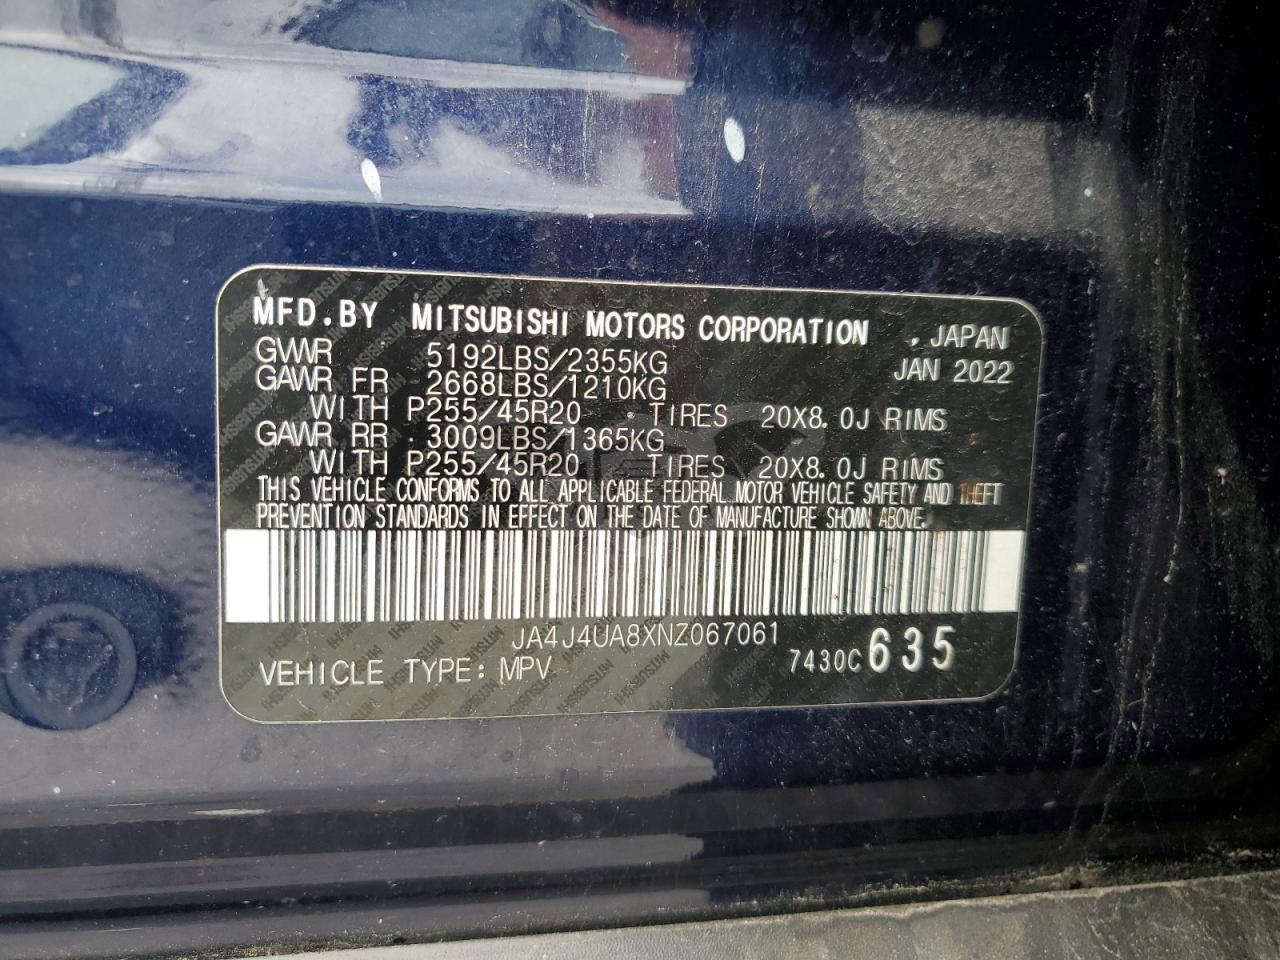 MFD.BY MITSUBISHI MOTORS CORPORATION , JAPAN
GVWR 5192LBS/2355KG JAN 2022
GAWR FR 2668LBS/1210KG
WITH P255/45R20 TIRES 20X8.0J RIMS
GAWR RR 3009LBS/1365KG
WITH P255/45R20 TIRES 20X8.0J RIMS
THIS VEHICLE CONFORMS TO ALL APPLICABLE FEDERAL MOTOR VEHICLE SAFETY AND THEFT
PREVENTION STANDARDS IN EFFECT ON THE DATE OF MANUFACTURE SHOWN ABOVE.
JA4J4UA8XNZ067061
VEHICLE TYPE: MPV 7430C 635